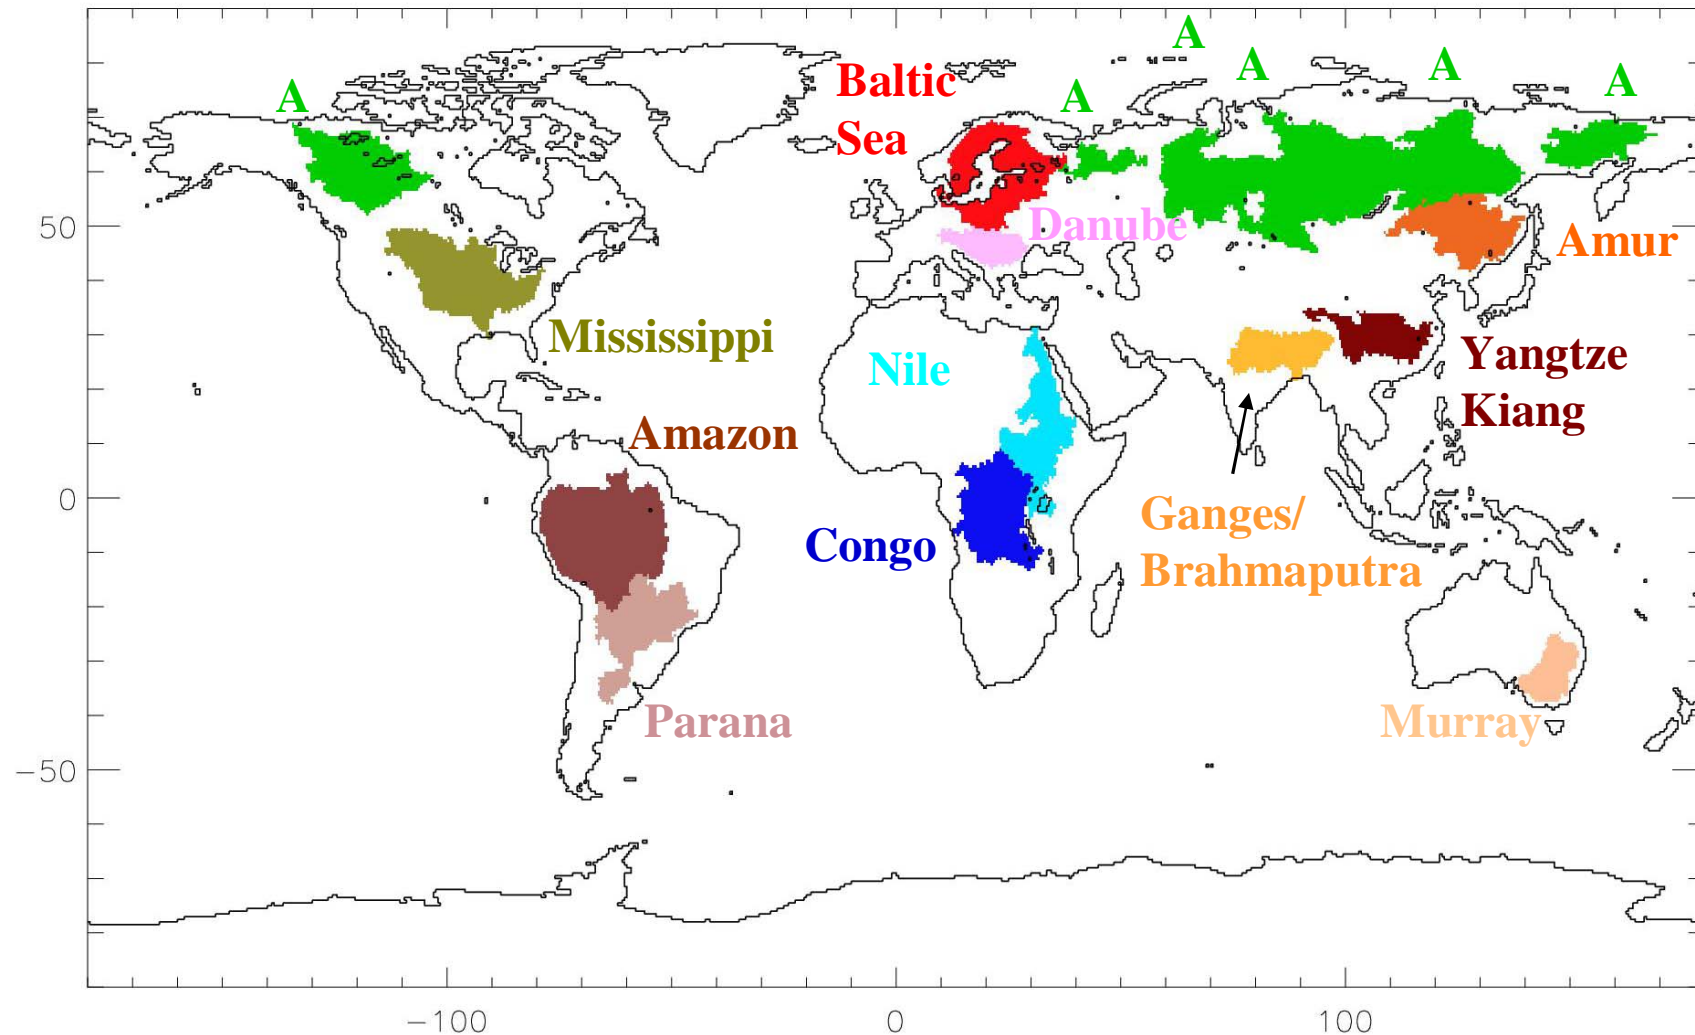 A
A
A
A
A
A
Baltic
Sea
Danube
Amur
50
Mississippi
Nile
Yangtze
Kiang
Amazon
0
Ganges/
Brahmaputra
Congo
Parana
Murray
−50
−100
0
100